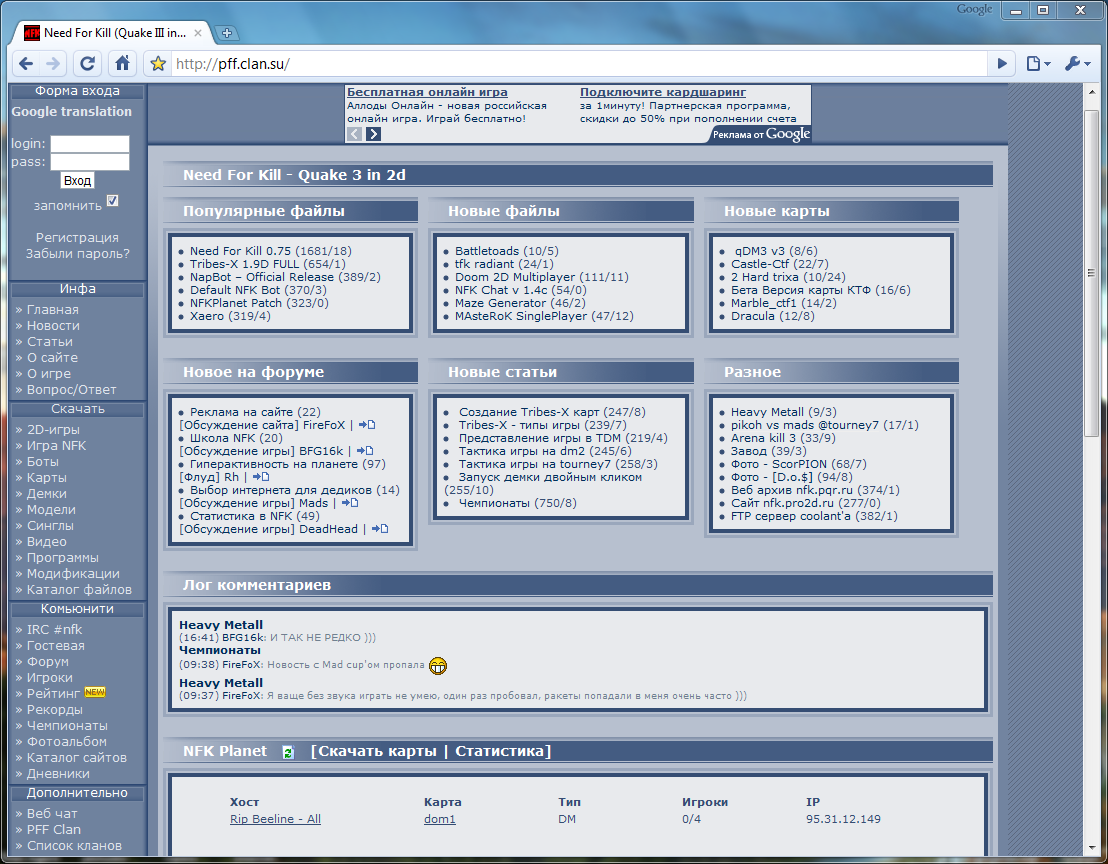 Google
Need For Kill (Quake III in...
http://pff.clan.su/
Форма входа
Google translation
login:
pass:
Вход
запомнить
Регистрация
Забыли пароль?
Инфа
» Главная
» Новости
» Статьи
» О сайте
» О игре
» Вопрос/Ответ
Скачать
» 2D-игры
» Игра NFK
» Боты
» Карты
» Демки
» Модели
» Синглы
» Видео
» Программы
» Модификации
» Каталог файлов
Комьюнити
» IRC #nfk
» Гостевая
» Форум
» Игроки
» Рейтинг NEW
» Рекорды
» Чемпионаты
» Фотоальбом
» Каталог сайтов
» Дневники
Дополнительно
» Веб чат
» PFF Clan
» Список кланов
Бесплатная онлайн игра
Аллоды Онлайн - новая российская
онлайн игра. Играй бесплатно!
Подключите кардшаринг
за 1минуту! Партнерская программа,
скидки до 50% при пополнении счета
Реклама от Google
Need For Kill - Quake 3 in 2d
Популярные файлы
• Need For Kill 0.75 (1681/18)
• Tribes-X 1.9D FULL (654/1)
• NapBot – Official Release (389/2)
• Default NFK Bot (370/3)
• NFKPlanet Patch (323/0)
• Xaero (319/4)
Новые файлы
• Battletoads (10/5)
• tfk radiant (24/1)
• Doom 2D Multiplayer (111/11)
• NFK Chat v 1.4c (54/0)
• Maze Generator (46/2)
• MAsteRoK SinglePlayer (47/12)
Новые карты
• qDM3 v3 (8/6)
• Castle-Ctf (22/7)
• 2 Hard trixa (10/24)
• Бета Версия карты КТФ (16/6)
• Marble_ctf1 (14/2)
• Dracula (12/8)
Новое на форуме
• Реклама на сайте (22)
[Обсуждение сайта] FireFoX |
• Школа NFK (20)
[Обсуждение игры] BFG16k |
• Гиперактивность на планете (97)
[Флуд] Rh |
• Выбор интернета для дедиков (14)
[Обсуждение игры] Mads |
• Статистика в NFK (49)
[Обсуждение игры] DeadHead |
Новые статьи
• Создание Tribes-X карт (247/8)
• Tribes-X - типы игры (239/7)
• Представление игры в TDM (219/4)
• Тактика игры на dm2 (245/6)
• Тактика игры на tourney7 (258/3)
• Запуск демки двойным кликом
(255/10)
• Чемпионаты (750/8)
Разное
• Heavy Metall (9/3)
• pikoh vs mads @tourney7 (17/1)
• Arena kill 3 (33/9)
• Завод (39/3)
• Фото - ScorPION (68/7)
• Фото - [D.o.$] (94/8)
• Веб архив nfk.pqr.ru (374/1)
• Сайт nfk.pro2d.ru (277/0)
• FTP сервер coolant'a (382/1)
Лог комментариев
Heavy Metall
(16:41) BFG16k: И ТАК НЕ РЕДКО )))
Чемпионаты
(09:38) FireFoX: Новость с Mad cup'ом пропала
Heavy Metall
(09:37) FireFoX: Я ваще без звука играть не умею, один раз пробовал, ракеты попадали в меня очень часто )))
NFK Planet [Скачать карты | Статистика]
Хост Карта Тип Игроки IP
Rip Beeline - All dom1 DM 0/4 95.31.12.149